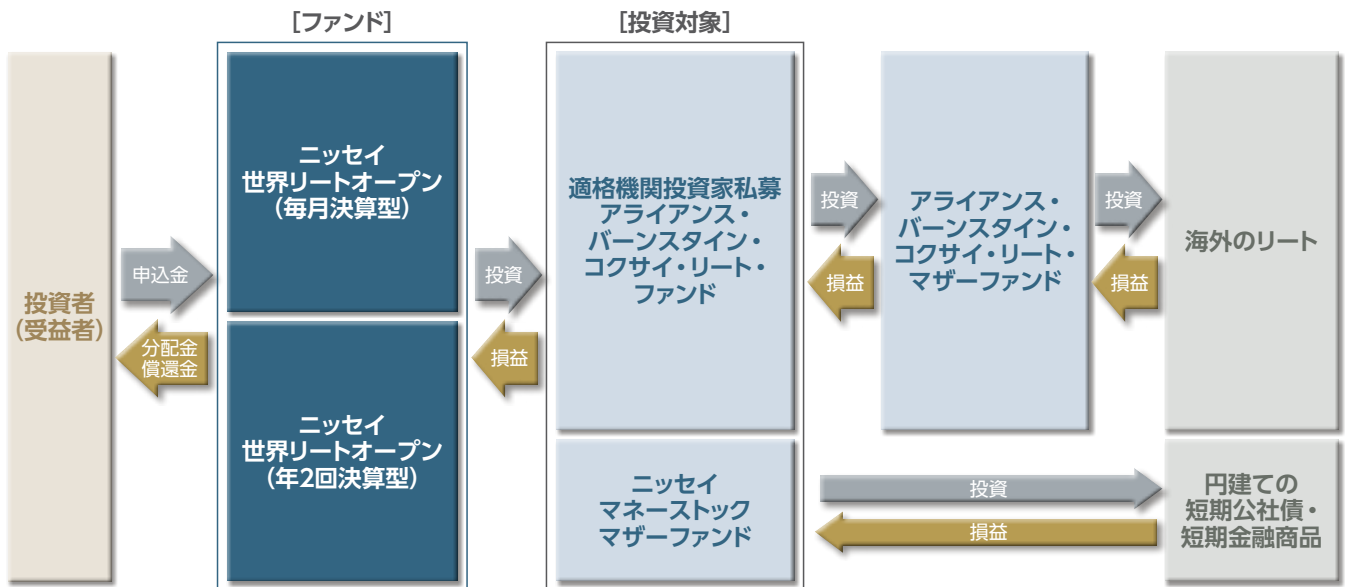 [ファンド]
[投資対象]
投資者
(受益者)
申込金
分配金
償還金
ニッセイ
世界リートオープン
(毎月決算型)
ニッセイ
世界リートオープン
(年2回決算型)
投資
損益
適格機関投資家私募
アライアンス・
バーンスタイン・
コクサイ・リート・
ファンド
ニッセイ
マネーストック
マザーファンド
投資
損益
アライアンス・
バーンスタイン・
コクサイ・リート・
マザーファンド
投資
損益
海外のリート
投資
損益
円建ての
短期公社債・
短期金融商品